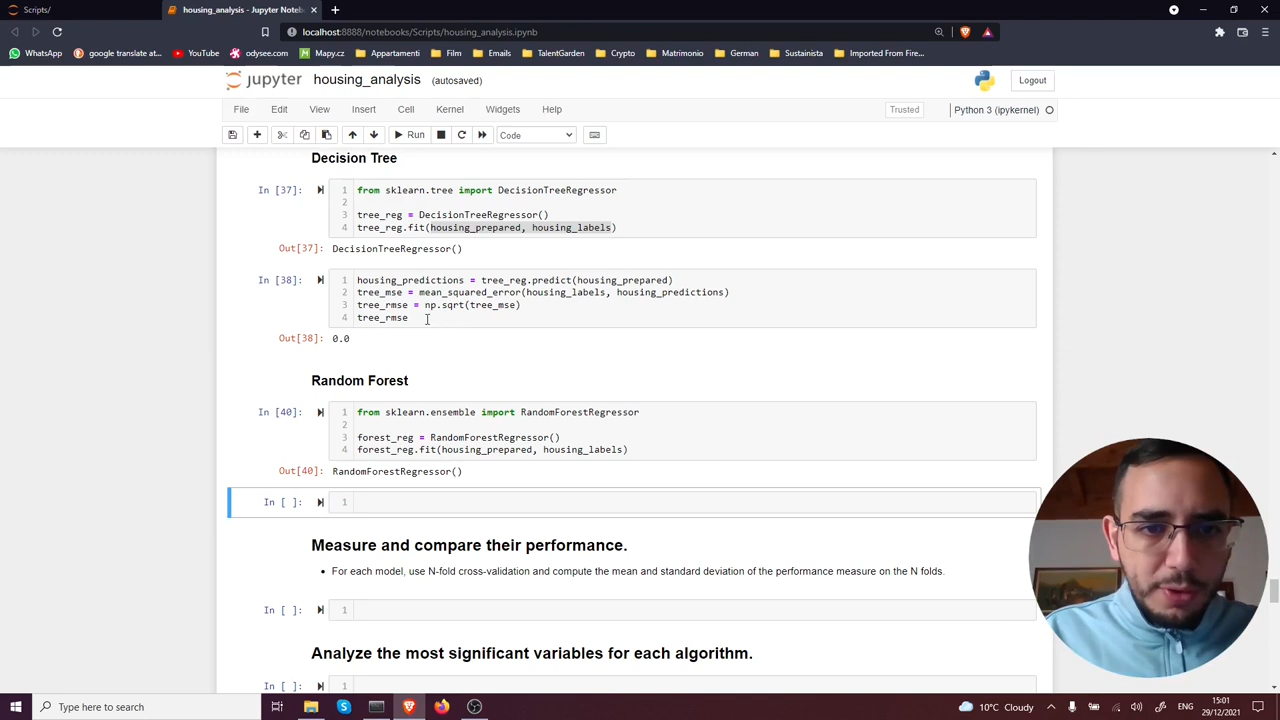 Scripts/
housing_analysis - Jupyter Noteb
localhost:8888/notebooks/Scripts/housing_analysis.ipynb
WhatsApp google translate at... YouTube odysee.com Mapy.cz Appartamenti Film Emails TalentGarden Crypto Matrimonio German Sustainista Imported From Fire...
jupyter housing_analysis (autosaved)
Logout
File Edit View Insert Cell Kernel Widgets Help
Trusted
Python 3 (ipykernel)
Run
Code
Decision Tree
In [37]:
1 from sklearn.tree import DecisionTreeRegressor
2
3 tree_reg = DecisionTreeRegressor()
4 tree_reg.fit(housing_prepared, housing_labels)
Out[37]: DecisionTreeRegressor()
In [38]:
1 housing_predictions = tree_reg.predict(housing_prepared)
2 tree_mse = mean_squared_error(housing_labels, housing_predictions)
3 tree_rmse = np.sqrt(tree_mse)
4 tree_rmse
Out[38]: 0.0
Random Forest
In [40]:
1 from sklearn.ensemble import RandomForestRegressor
2
3 forest_reg = RandomForestRegressor()
4 forest_reg.fit(housing_prepared, housing_labels)
Out[40]: RandomForestRegressor()
In [ ]:
1
Measure and compare their performance.
• For each model, use N-fold cross-validation and compute the mean and standard deviation of the performance measure on the N folds.
In [ ]:
1
Analyze the most significant variables for each algorithm.
In [ ]:
1
Type here to search
10°C Cloudy
ENG
15:01
29/12/2021